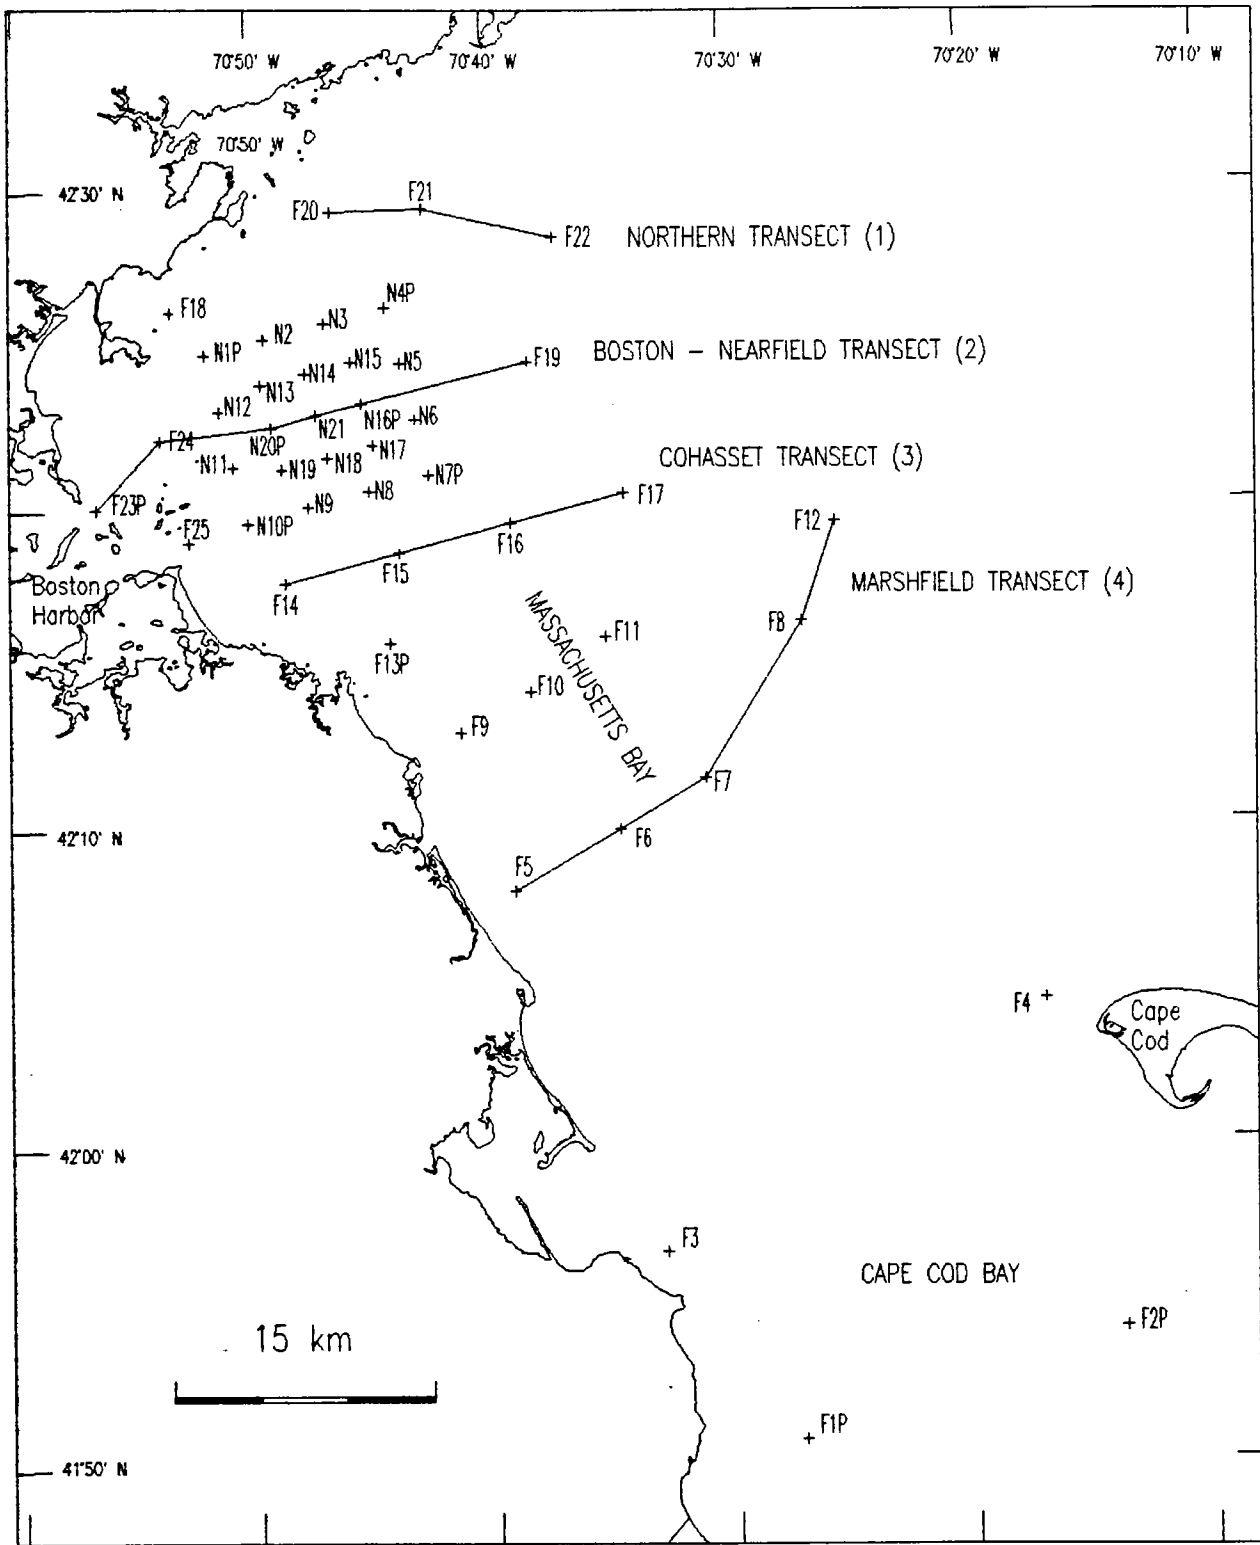 70°50' W
70°40' W
70°30' W
70°20' W
70°10' W
70°50' W
42°30' N
F20
F21
F22
NORTHERN TRANSECT (1)
F18
N4P
N3
N2
N1P
N15
N5
F19
BOSTON – NEARFIELD TRANSECT (2)
N14
N13
N12
N16P
N6
N21
F24
N20P
N17
N18
N19
N11
N7P
COHASSET TRANSECT (3)
N8
F17
N9
F23P
F25
N10P
F16
F12
F15
MARSHFIELD TRANSECT (4)
Boston
Harbor
F14
F8
MASSACHUSETTS BAY
F11
F13P
F10
F9
F7
42°10' N
F6
F5
F4
Cape
Cod
42°00' N
F3
CAPE COD BAY
F2P
15 km
F1P
41°50' N